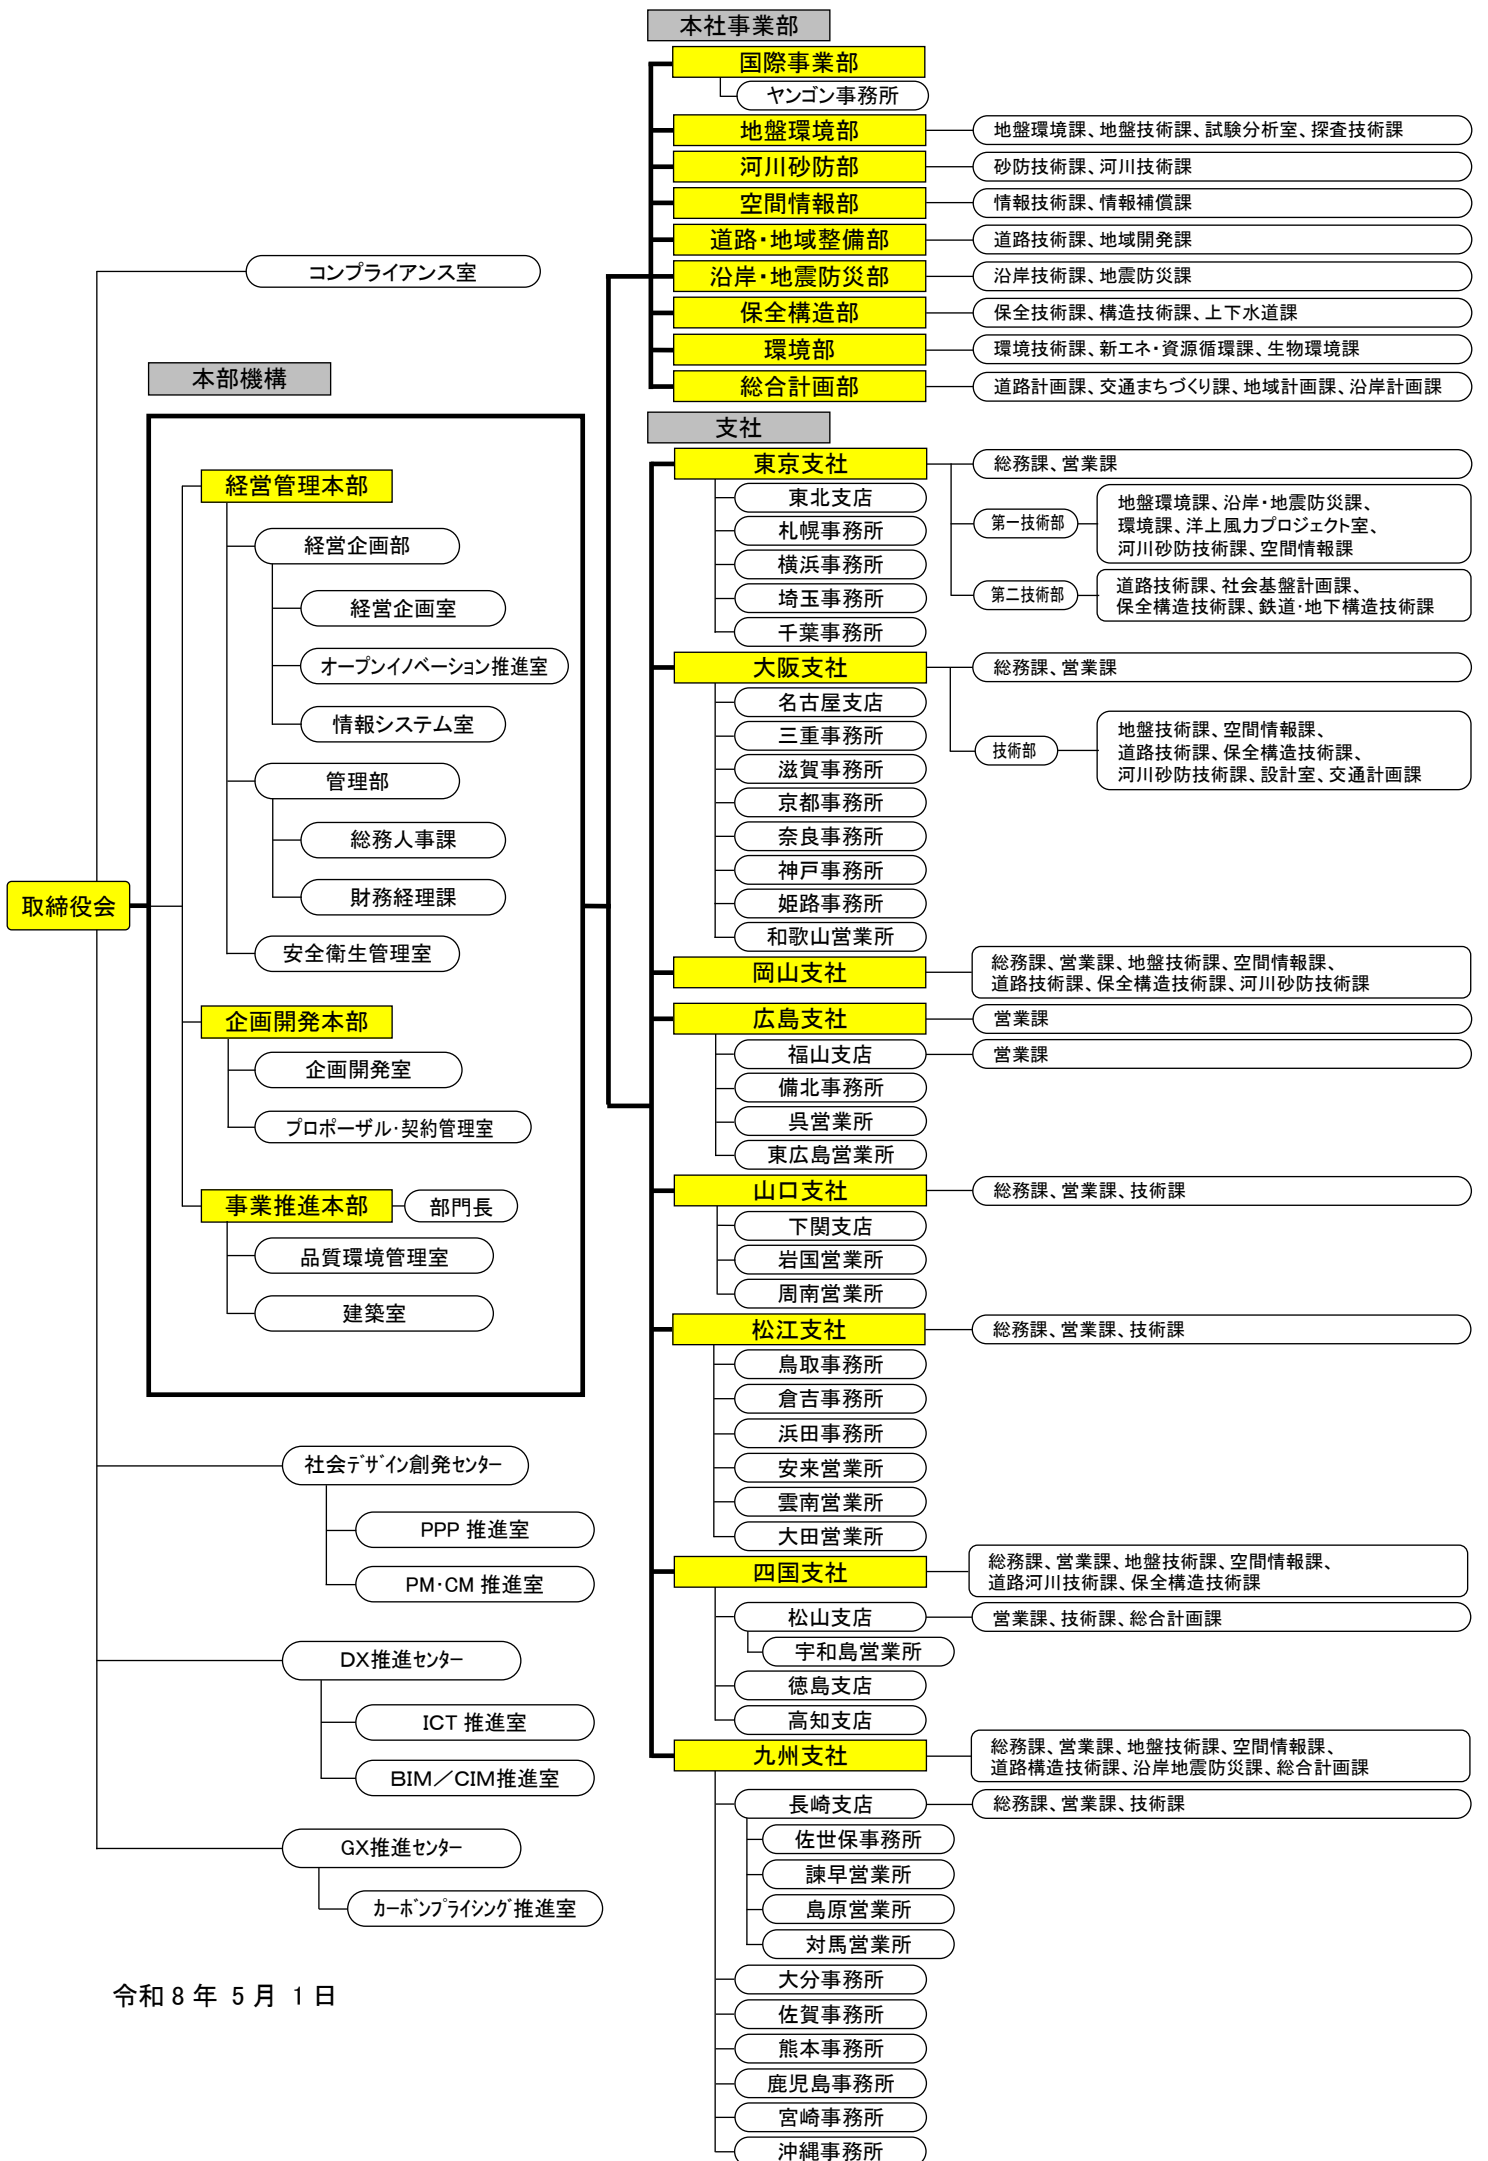 取締役会
コンプライアンス室
本部機構
経営管理本部
経営企画部
経営企画室
オープンイノベーション推進室
情報システム室
管理部
総務人事課
財務経理課
安全衛生管理室
企画開発本部
企画開発室
プロポーザル・契約管理室
事業推進本部
部門長
品質環境管理室
建築室
社会ﾃﾞｻﾞｲﾝ創発ｾﾝﾀｰ
PPP 推進室
PM・CM 推進室
DX推進ｾﾝﾀｰ
ICT 推進室
BIM／CIM推進室
GX推進ｾﾝﾀｰ
ｶｰﾎﾞﾝﾌﾟﾗｲｼﾝｸﾞ推進室
令和 8 年 5 月 1 日
本社事業部
国際事業部
ヤンゴン事務所
地盤環境部
地盤環境課、地盤技術課、試験分析室、探査技術課
河川砂防部
砂防技術課、河川技術課
空間情報部
情報技術課、情報補償課
道路・地域整備部
道路技術課、地域開発課
沿岸・地震防災部
沿岸技術課、地震防災課
保全構造部
保全技術課、構造技術課、上下水道課
環境部
環境技術課、新エネ・資源循環課、生物環境課
総合計画部
道路計画課、交通まちづくり課、地域計画課、沿岸計画課
支社
東京支社
総務課、営業課
第一技術部
地盤環境課、沿岸・地震防災課、
環境課、洋上風力プロジェクト室、
河川砂防技術課、空間情報課
第二技術部
道路技術課、社会基盤計画課、
保全構造技術課、鉄道・地下構造技術課
東北支店
札幌事務所
横浜事務所
埼玉事務所
千葉事務所
大阪支社
総務課、営業課
技術部
地盤技術課、空間情報課、
道路技術課、保全構造技術課、
河川砂防技術課、設計室、交通計画課
名古屋支店
三重事務所
滋賀事務所
京都事務所
奈良事務所
神戸事務所
姫路事務所
和歌山営業所
岡山支社
総務課、営業課、地盤技術課、空間情報課、
道路技術課、保全構造技術課、河川砂防技術課
広島支社
営業課
福山支店
営業課
備北事務所
呉営業所
東広島営業所
山口支社
総務課、営業課、技術課
下関支店
岩国営業所
周南営業所
松江支社
総務課、営業課、技術課
鳥取事務所
倉吉事務所
浜田事務所
安来営業所
雲南営業所
大田営業所
四国支社
総務課、営業課、地盤技術課、空間情報課、
道路河川技術課、保全構造技術課
松山支店
営業課、技術課、総合計画課
宇和島営業所
徳島支店
高知支店
九州支社
総務課、営業課、地盤技術課、空間情報課、
道路構造技術課、沿岸地震防災課、総合計画課
長崎支店
総務課、営業課、技術課
佐世保事務所
諫早営業所
島原営業所
対馬営業所
大分事務所
佐賀事務所
熊本事務所
鹿児島事務所
宮崎事務所
沖縄事務所